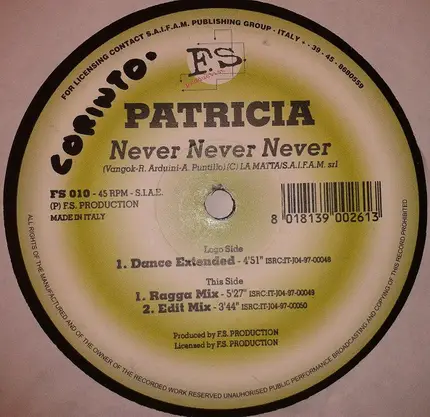 FOR LICENSING CONTACT S.A.I.F.A.M. PUBLISHING GROUP - ITALY + - 39 - 45 - 8600559
F.S.
CORINTO.
PATRICIA
Never Never Never
(Vangok-R. Arduini-A. Puntillo) (C) LA MATTA/S.A.I.F.A.M. srl
FS 010 - 45 RPM - S.I.A.E.
(P) F.S. PRODUCTION
MADE IN ITALY
8 018139 002613
Logo Side
1. Dance Extended - 4'51" ISRC:IT-J04-97-00048
This Side
1. Ragga Mix - 5'27" ISRC:IT-J04-97-00049
2. Edit Mix - 3'44" ISRC:IT-J04-97-00050
Produced by F.S. PRODUCTION
Licensed by F.S. PRODUCTION
ALL RIGHTS OF THE MANUFACTURED AND OF THE OWNER OF THE RECORDED WORK RESERVED UNAUHORISED PUBLIC PERFORMANCE BROADCASTING AND COPYING OF THIS RECORD PROHIBITED